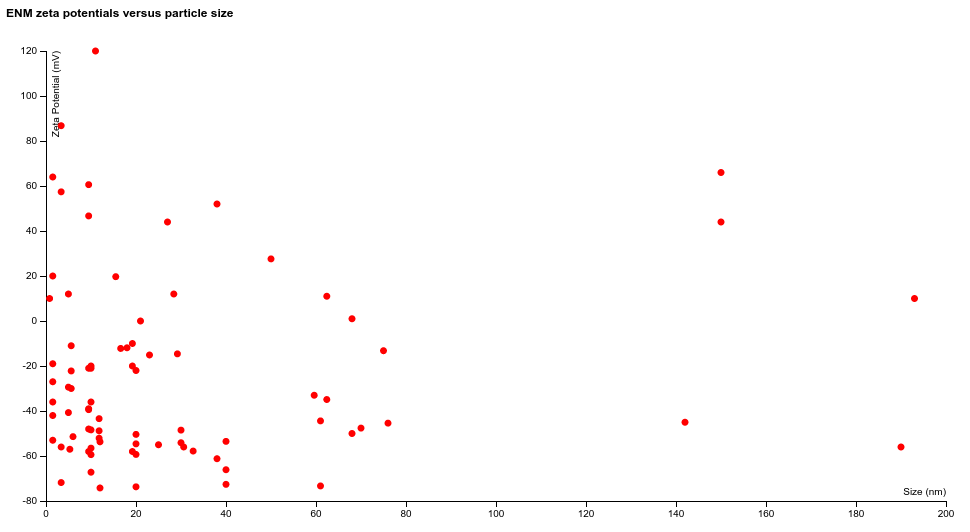 ENM zeta potentials versus particle size
Zeta Potential (mV)
120
100
80
60
40
20
0
-20
-40
-60
-80
Size (nm)
0 20 40 60 80 100 120 140 160 180 200